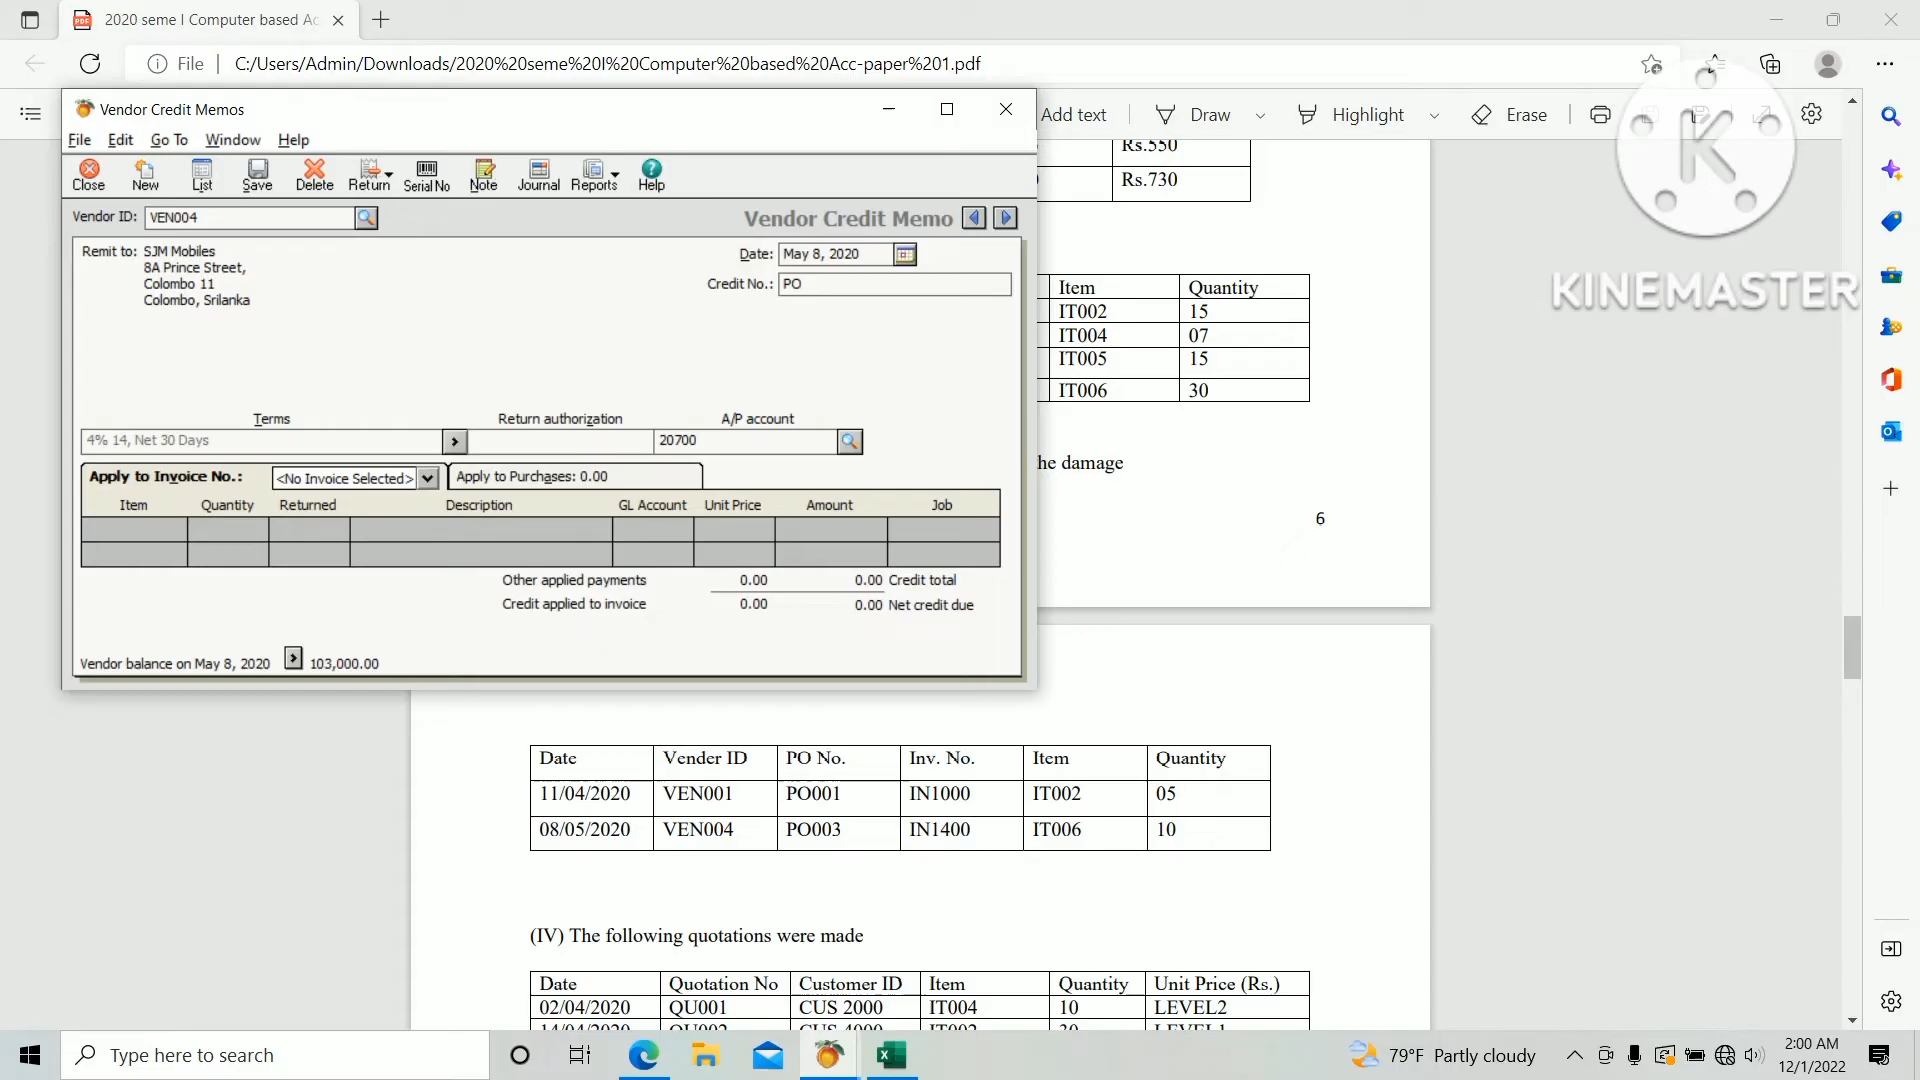 2020 seme I Computer based Ac
File C:/Users/Admin/Downloads/2020%20seme%20I%20Computer%20based%20Acc-paper%201.pdf
Add text Draw Highlight Erase
Vendor Credit Memos
File Edit Go To Window Help
Close New List Save Delete Return Serial No Note Journal Reports Help
Vendor ID: VEN004
Vendor Credit Memo
Remit to: SJM Mobiles
8A Prince Street,
Colombo 11
Colombo, Srilanka
Date: May 8, 2020
Credit No.: PO
Terms Return authorization A/P account
4% 14, Net 30 Days 20700
Apply to Invoice No.: <No Invoice Selected> Apply to Purchases: 0.00
Item Quantity Returned Description GL Account Unit Price Amount Job
Other applied payments 0.00 0.00 Credit total
Credit applied to invoice 0.00 0.00 Net credit due
Vendor balance on May 8, 2020 103,000.00
Rs.550
Rs.730
Item Quantity
IT002 15
IT004 07
IT005 15
IT006 30
he damage
6
K
KINEMASTER
Date Vender ID PO No. Inv. No. Item Quantity
11/04/2020 VEN001 PO001 IN1000 IT002 05
08/05/2020 VEN004 PO003 IN1400 IT006 10
(IV) The following quotations were made
Date Quotation No Customer ID Item Quantity Unit Price (Rs.)
02/04/2020 QU001 CUS 2000 IT004 10 LEVEL2
14/04/2020 QU002 CUS 4000 IT002 30 LEVEL1
Type here to search
79°F Partly cloudy
2:00 AM
12/1/2022